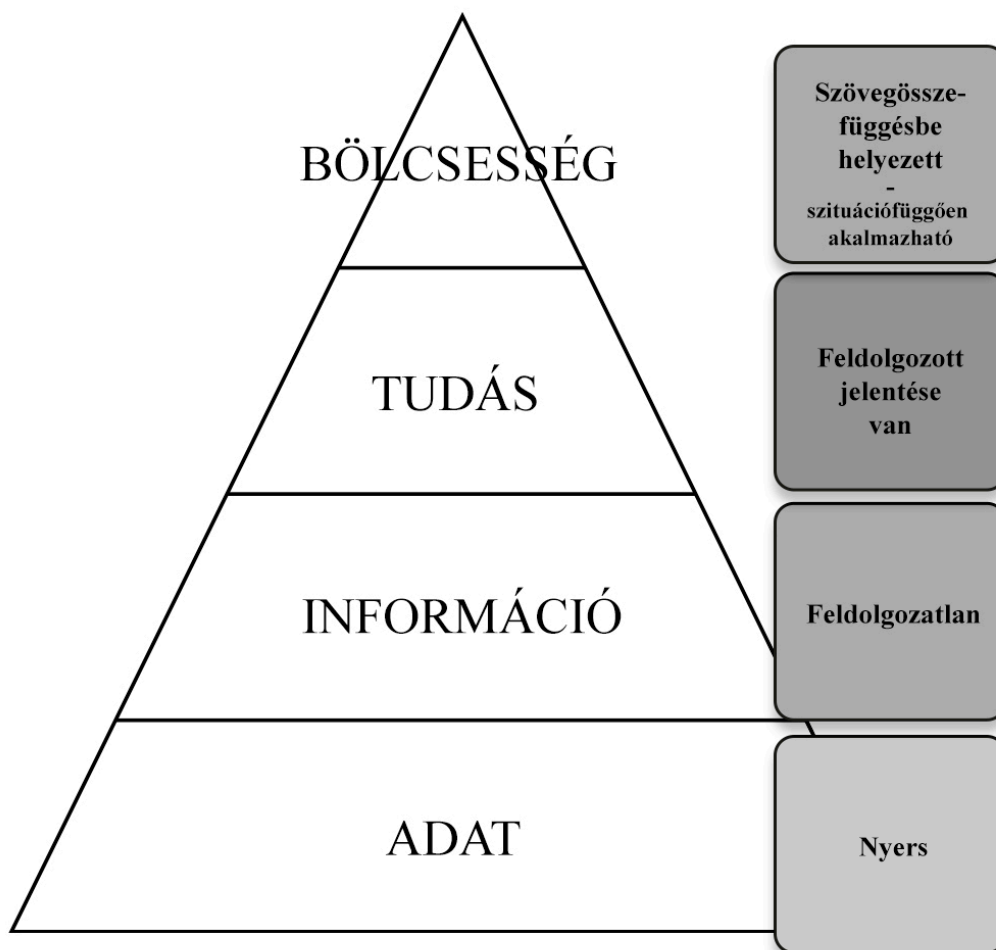 BÖLCSESSÉG
Szövegössze-
függésbe
helyezett
-
szituációfüggően
akalmazható
TUDÁS
Feldolgozott
jelentése
van
INFORMÁCIÓ
Feldolgozatlan
ADAT
Nyers